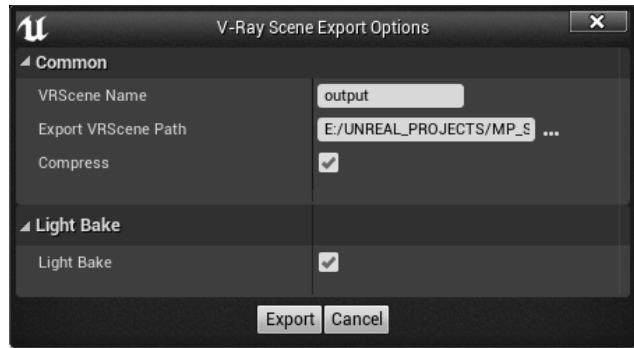 V-Ray Scene Export Options
Common
VRScene Name output
Export VRScene Path E:/UNREAL_PROJECTS/MP_S ...
Compress
Light Bake
Light Bake
Export Cancel